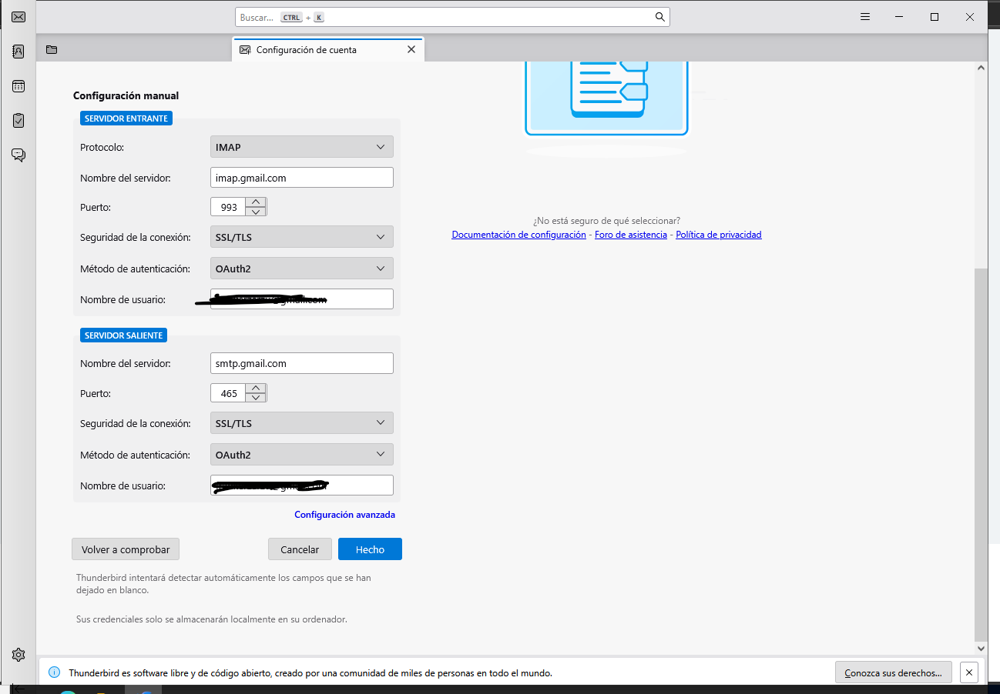 Buscar... CTRL + K
Configuración de cuenta
Configuración manual
SERVIDOR ENTRANTE
Protocolo: IMAP
Nombre del servidor: imap.gmail.com
Puerto: 993
Seguridad de la conexión: SSL/TLS
Método de autenticación: OAuth2
Nombre de usuario:
SERVIDOR SALIENTE
Nombre del servidor: smtp.gmail.com
Puerto: 465
Seguridad de la conexión: SSL/TLS
Método de autenticación: OAuth2
Nombre de usuario:
Configuración avanzada
Volver a comprobar Cancelar Hecho
Thunderbird intentará detectar automáticamente los campos que se han
dejado en blanco.
Sus credenciales solo se almacenarán localmente en su ordenador.
¿No está seguro de qué seleccionar?
Documentación de configuración - Foro de asistencia - Política de privacidad
Thunderbird es software libre y de código abierto, creado por una comunidad de miles de personas en todo el mundo. Conozca sus derechos...